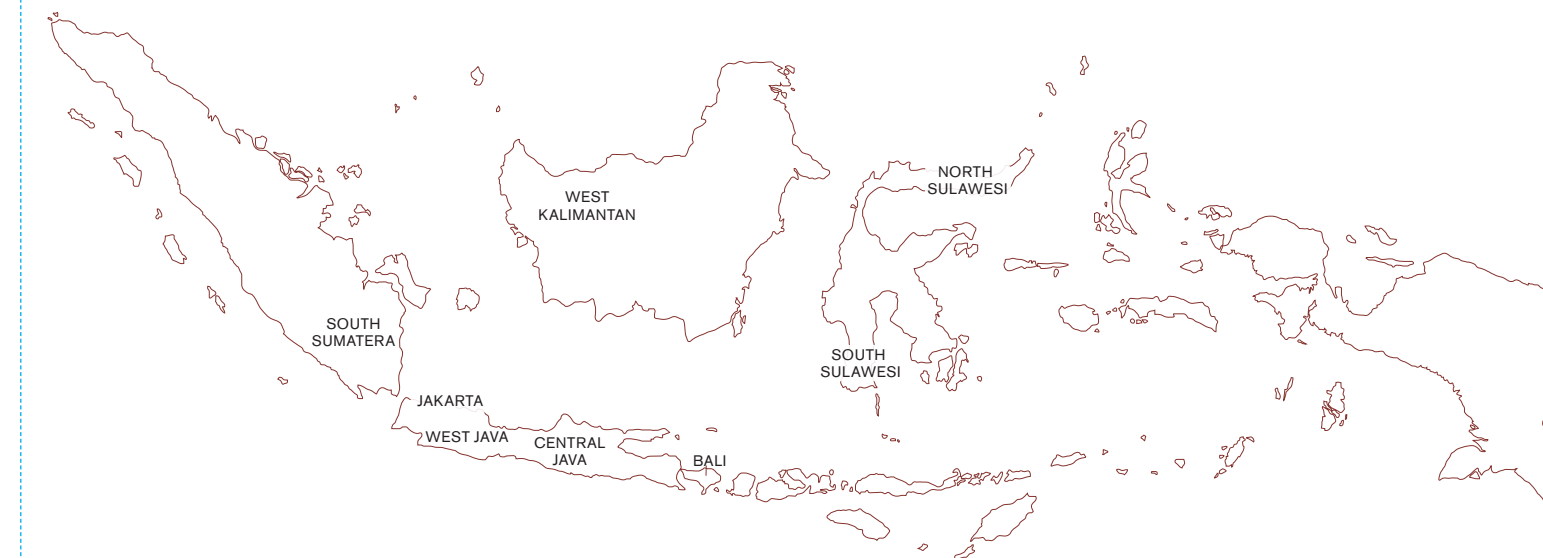 NORTH
SULAWESI
WEST
KALIMANTAN
SOUTH
SUMATERA
SOUTH
SULAWESI
JAKARTA
WEST JAVA
CENTRAL
JAVA
BALI